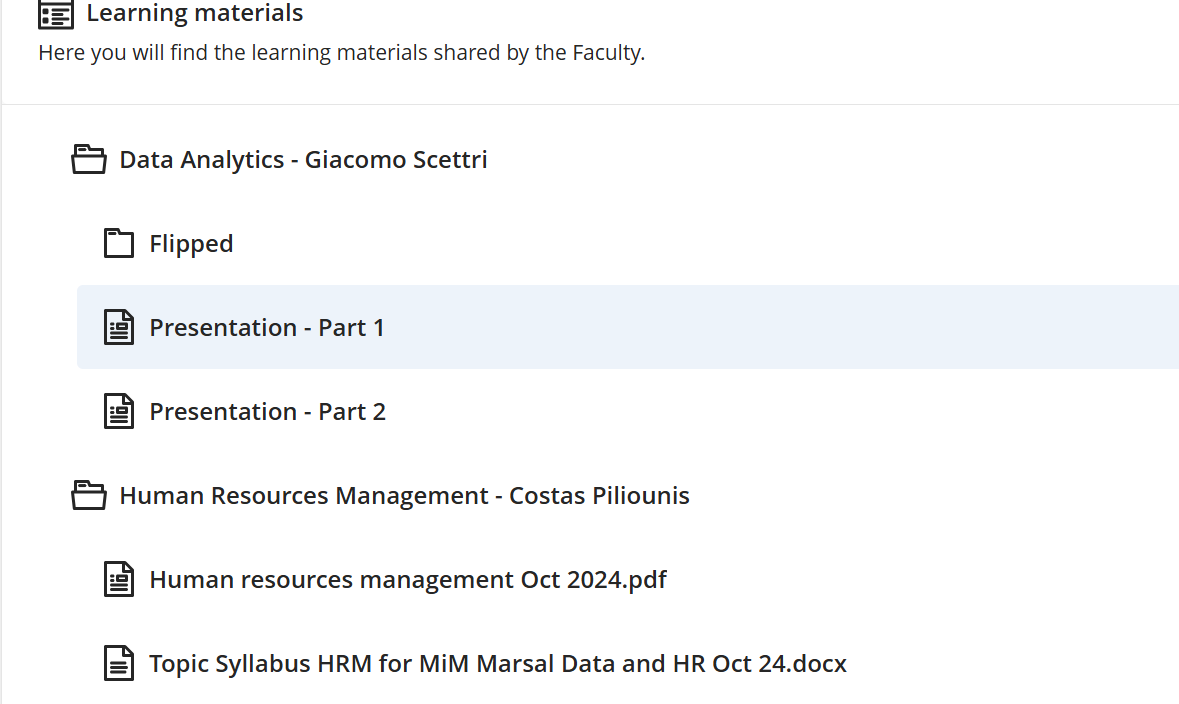 Learning materials
Here you will find the learning materials shared by the Faculty.
Data Analytics - Giacomo Scettri
Flipped
Presentation - Part 1
Presentation - Part 2
Human Resources Management - Costas Piliounis
Human resources management Oct 2024.pdf
Topic Syllabus HRM for MiM Marsal Data and HR Oct 24.docx